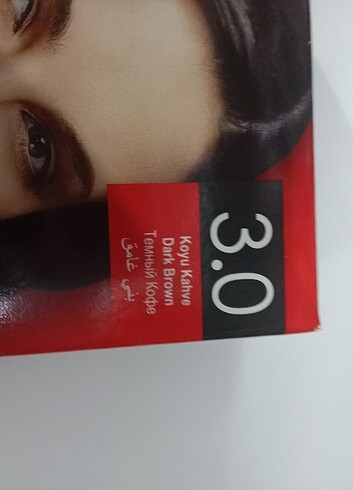 3.0
Koyu Kahve
Dark Brown
Темный Кофе
بني غامق